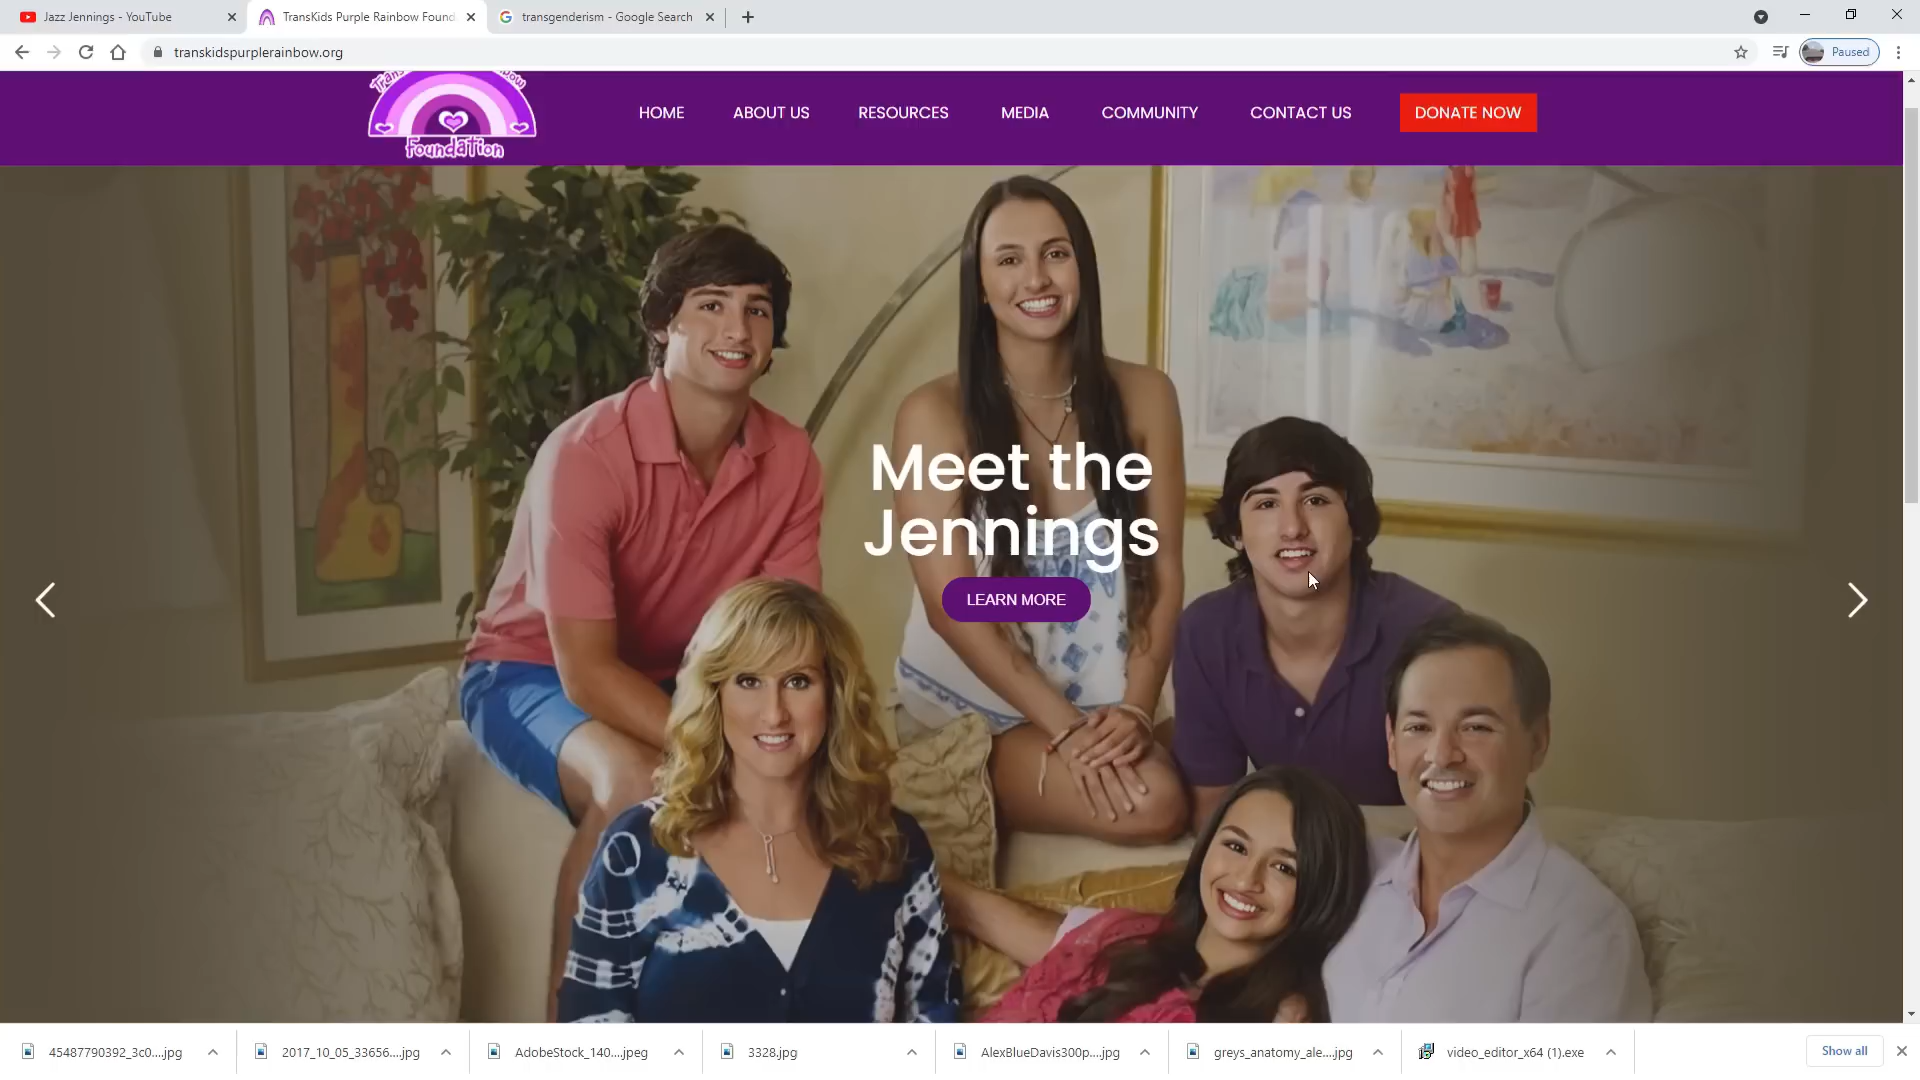 Jazz Jennings - YouTube
TransKids Purple Rainbow Found
transgenderism - Google Search
transkidspurplerainbow.org
Paused
Foundation
HOME
ABOUT US
RESOURCES
MEDIA
COMMUNITY
CONTACT US
DONATE NOW
Meet the
Jennings
LEARN MORE
45487790392_3c0....jpg
2017_10_05_33656....jpg
AdobeStock_140....jpeg
3328.jpg
AlexBlueDavis300p....jpg
greys_anatomy_ale....jpg
video_editor_x64 (1).exe
Show all